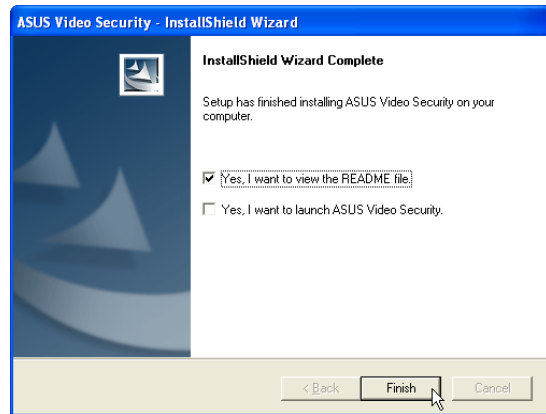 ASUS Video Security - InstallShield Wizard
InstallShield Wizard Complete
Setup has finished installing ASUS Video Security on your
computer.
Yes, I want to view the README file.
Yes, I want to launch ASUS Video Security.
< Back
Finish
Cancel